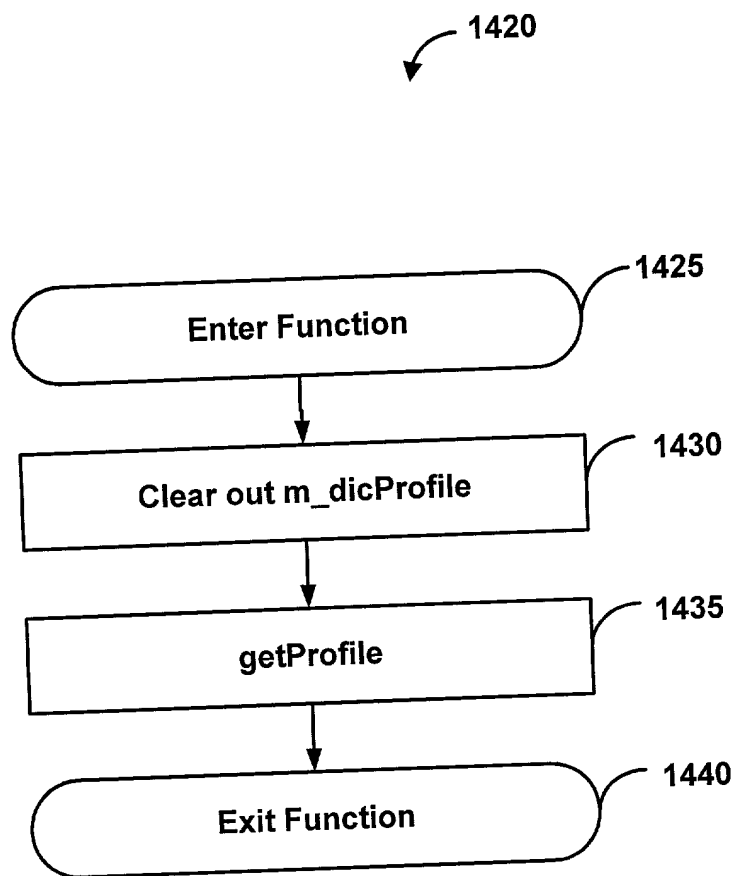 1420
1425
Enter Function
1430
Clear out m_dicProfile
1435
getProfile
1440
Exit Function